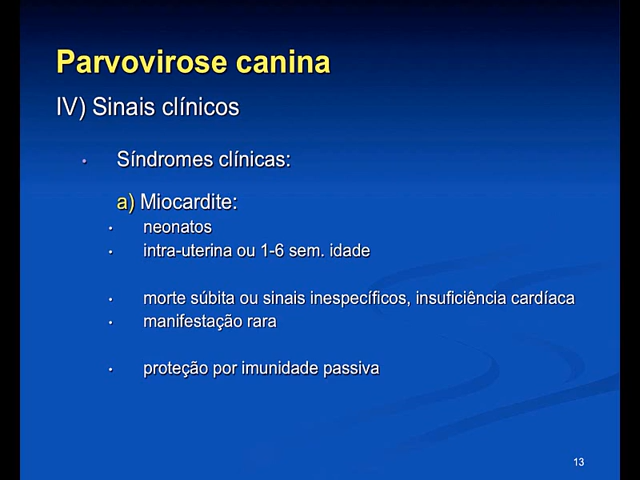 Parvovirose canina
IV) Sinais clínicos
• Síndromes clínicas:
a) Miocardite:
• neonatos
• intra-uterina ou 1-6 sem. idade
• morte súbita ou sinais inespecíficos, insuficiência cardíaca
• manifestação rara
• proteção por imunidade passiva
13